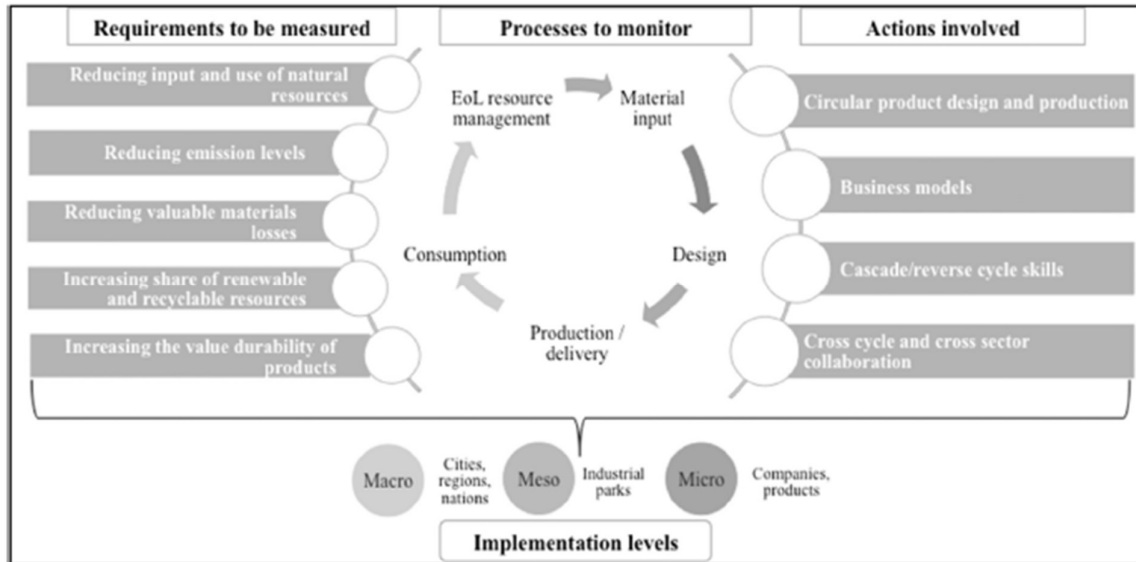 Requirements to be measured
Processes to monitor
Actions involved
Reducing input and use of natural
resources
Reducing emission levels
Reducing valuable materials
losses
Increasing share of renewable
and recyclable resources
Increasing the value durability of
products
EoL resource
management
Material
input
Design
Production /
delivery
Consumption
Circular product design and production
Business models
Cascade/reverse cycle skills
Cross cycle and cross sector
collaboration
Macro
Cities,
regions,
nations
Meso
Industrial
parks
Micro
Companies,
products
Implementation levels